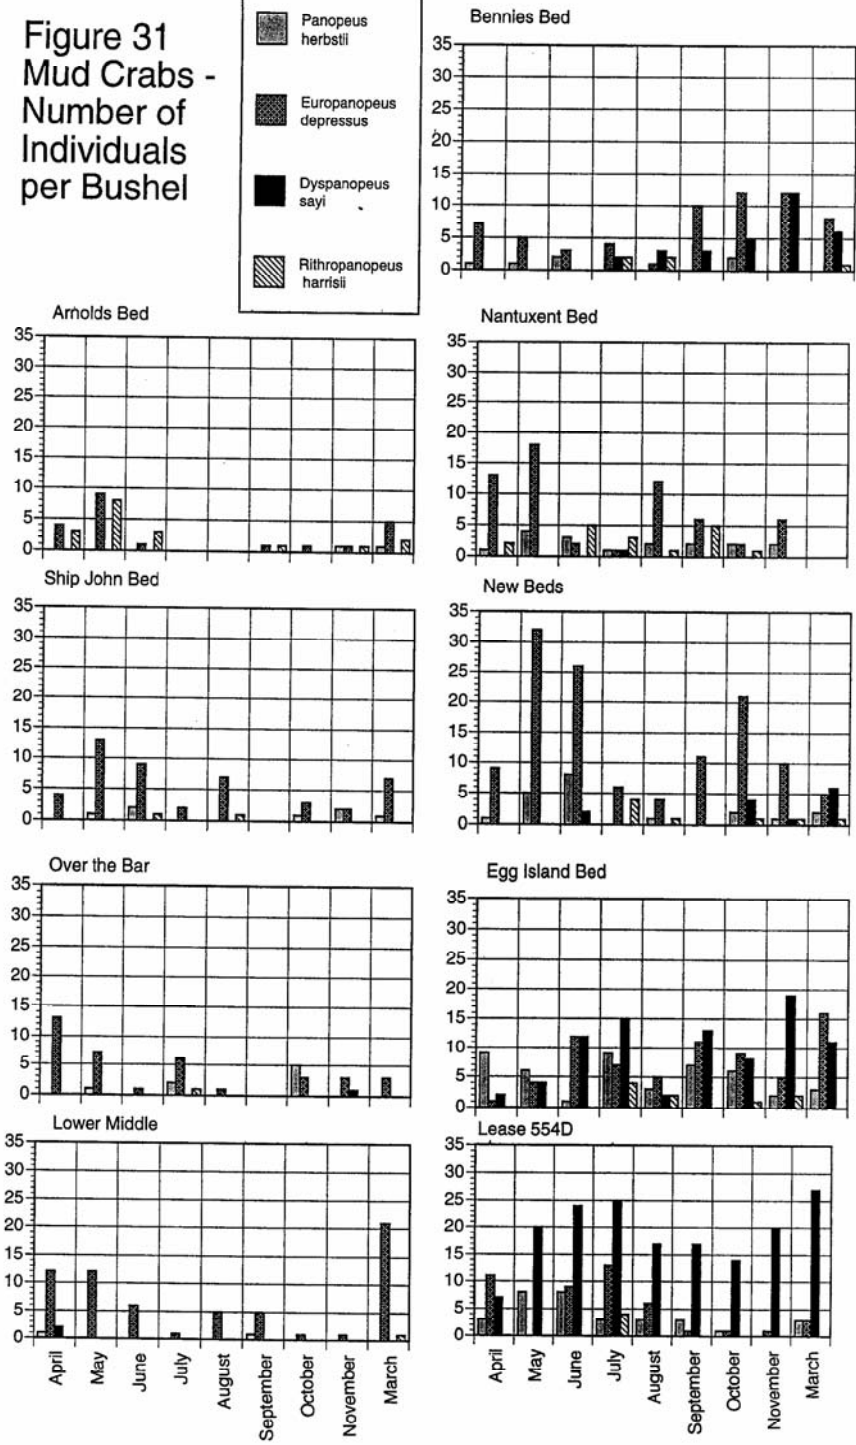 Figure 31
Mud Crabs -
Number of
Individuals
per Bushel
Panopeus
herbstii
Europanopeus
depressus
Dyspanopeus
sayi
Rithropanopeus
harrisii
Bennies Bed
35
30
25
20
15
10
5
0
Arnolds Bed
35
30
25
20
15
10
5
0
Nantuxent Bed
35
30
25
20
15
10
5
0
Ship John Bed
35
30
25
20
15
10
5
0
New Beds
35
30
25
20
15
10
5
0
Over the Bar
35
30
25
20
15
10
5
0
Egg Island Bed
35
30
25
20
15
10
5
0
Lower Middle
35
30
25
20
15
10
5
0
April
May
June
July
August
September
October
November
March
Lease 554D
35
30
25
20
15
10
5
0
April
May
June
July
August
September
October
November
March